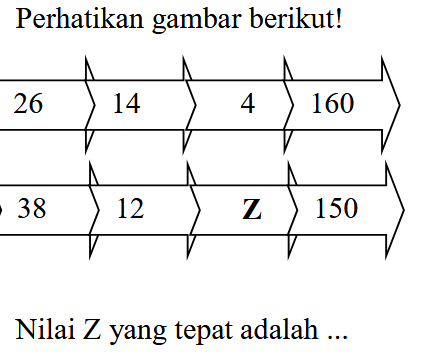 Perhatikan gambar berikut!
26 14 4 160
38 12 Z 150
Nilai Z yang tepat adalah ...